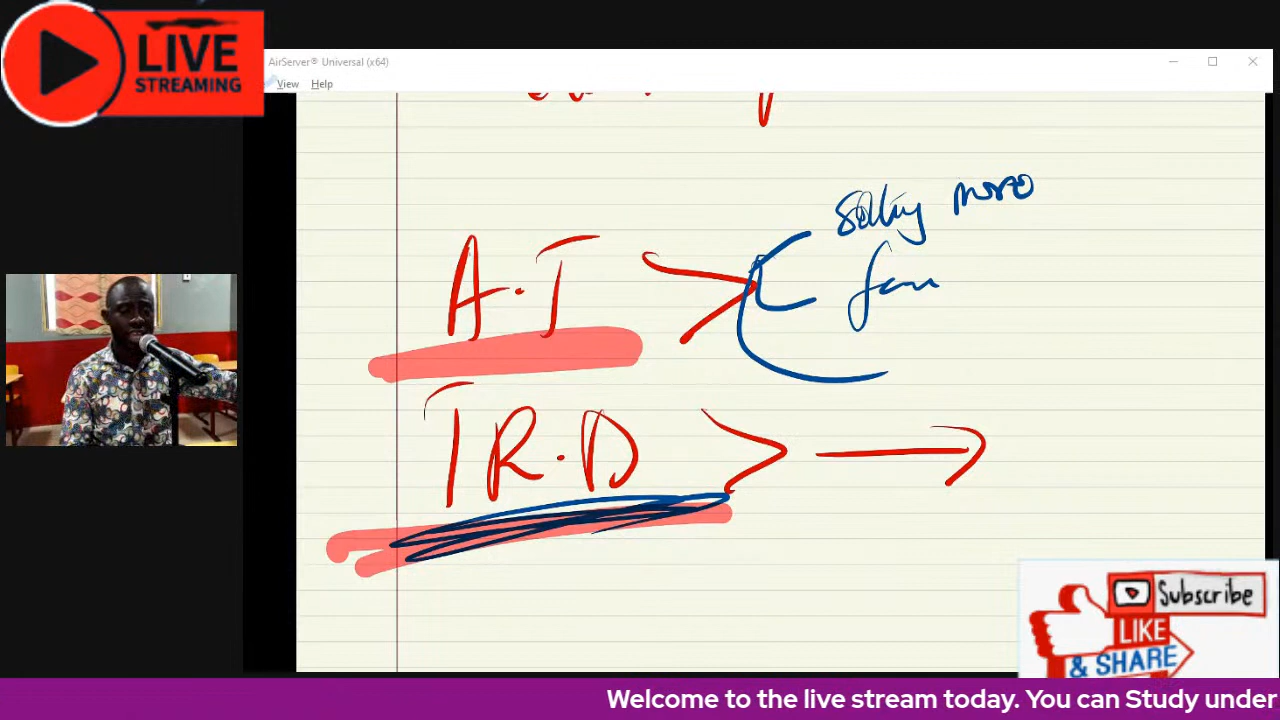 LIVE
STREAMING
AirServer® Universal (x64)
View Help
Selling more
A.T
TR.D
Subscribe
LIKE
& SHARE
Welcome to the live stream today. You can Study under